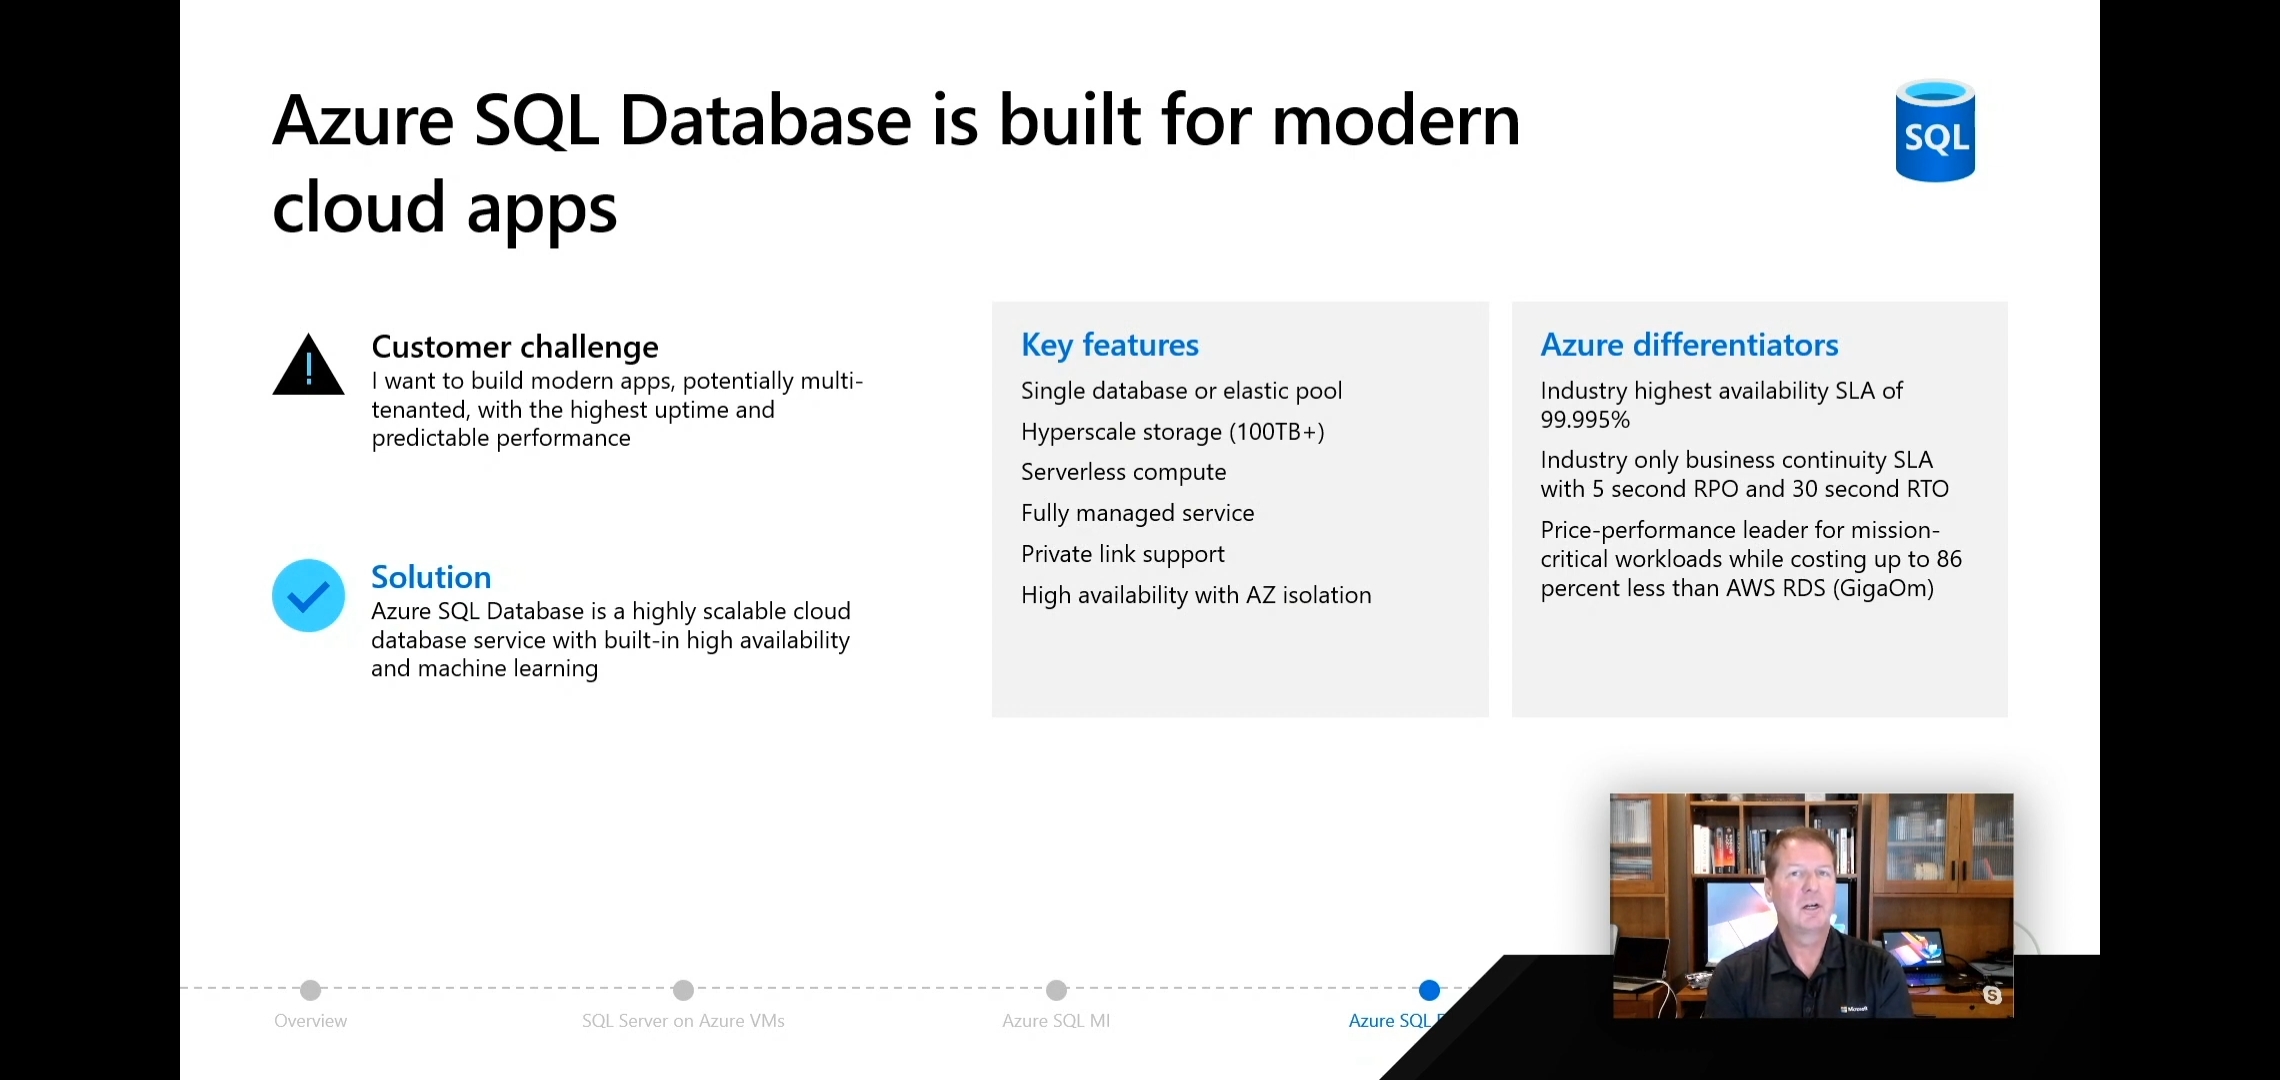 Azure SQL Database is built for modern
cloud apps
SQL
Customer challenge
I want to build modern apps, potentially multi-
tenanted, with the highest uptime and
predictable performance
Solution
Azure SQL Database is a highly scalable cloud
database service with built-in high availability
and machine learning
Key features
Single database or elastic pool
Hyperscale storage (100TB+)
Serverless compute
Fully managed service
Private link support
High availability with AZ isolation
Azure differentiators
Industry highest availability SLA of
99.995%
Industry only business continuity SLA
with 5 second RPO and 30 second RTO
Price-performance leader for mission-
critical workloads while costing up to 86
percent less than AWS RDS (GigaOm)
Microsoft
Overview
SQL Server on Azure VMs
Azure SQL MI
Azure SQL